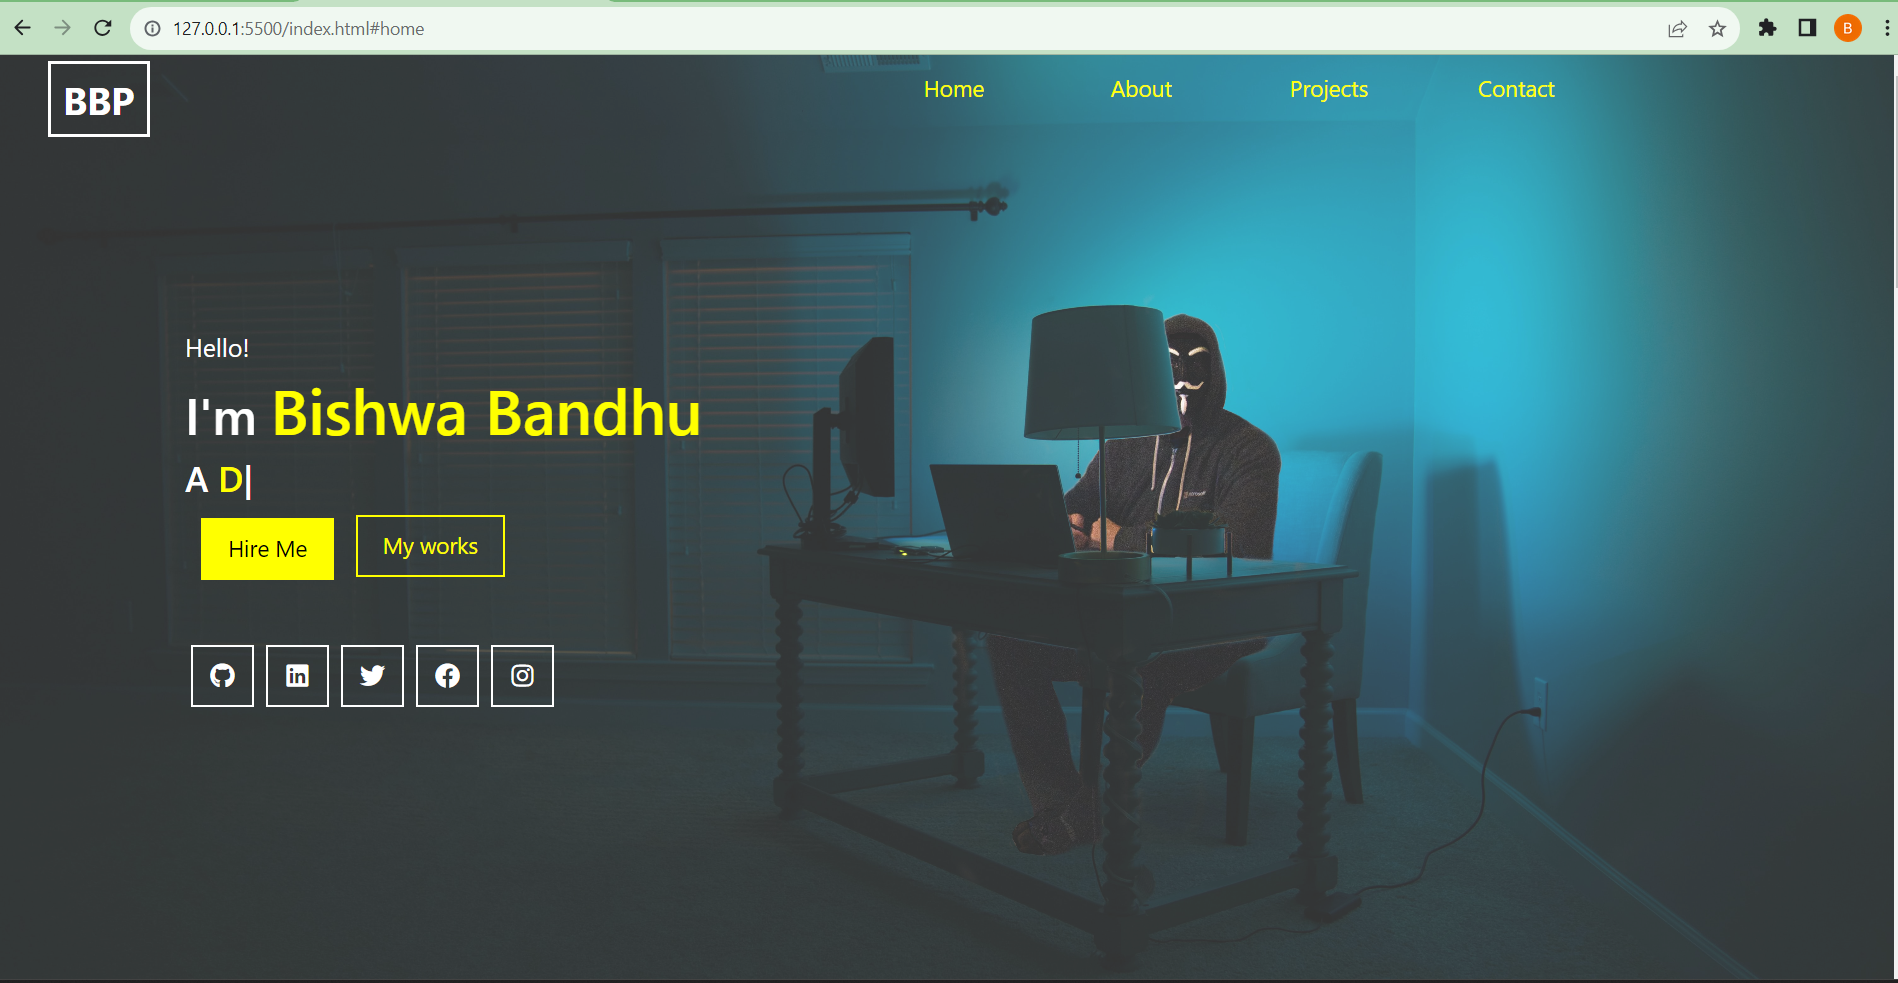 127.0.0.1:5500/index.html#home
B
BBP
Home
About
Projects
Contact
Hello!
I'm Bishwa Bandhu
A D|
Hire Me
My works